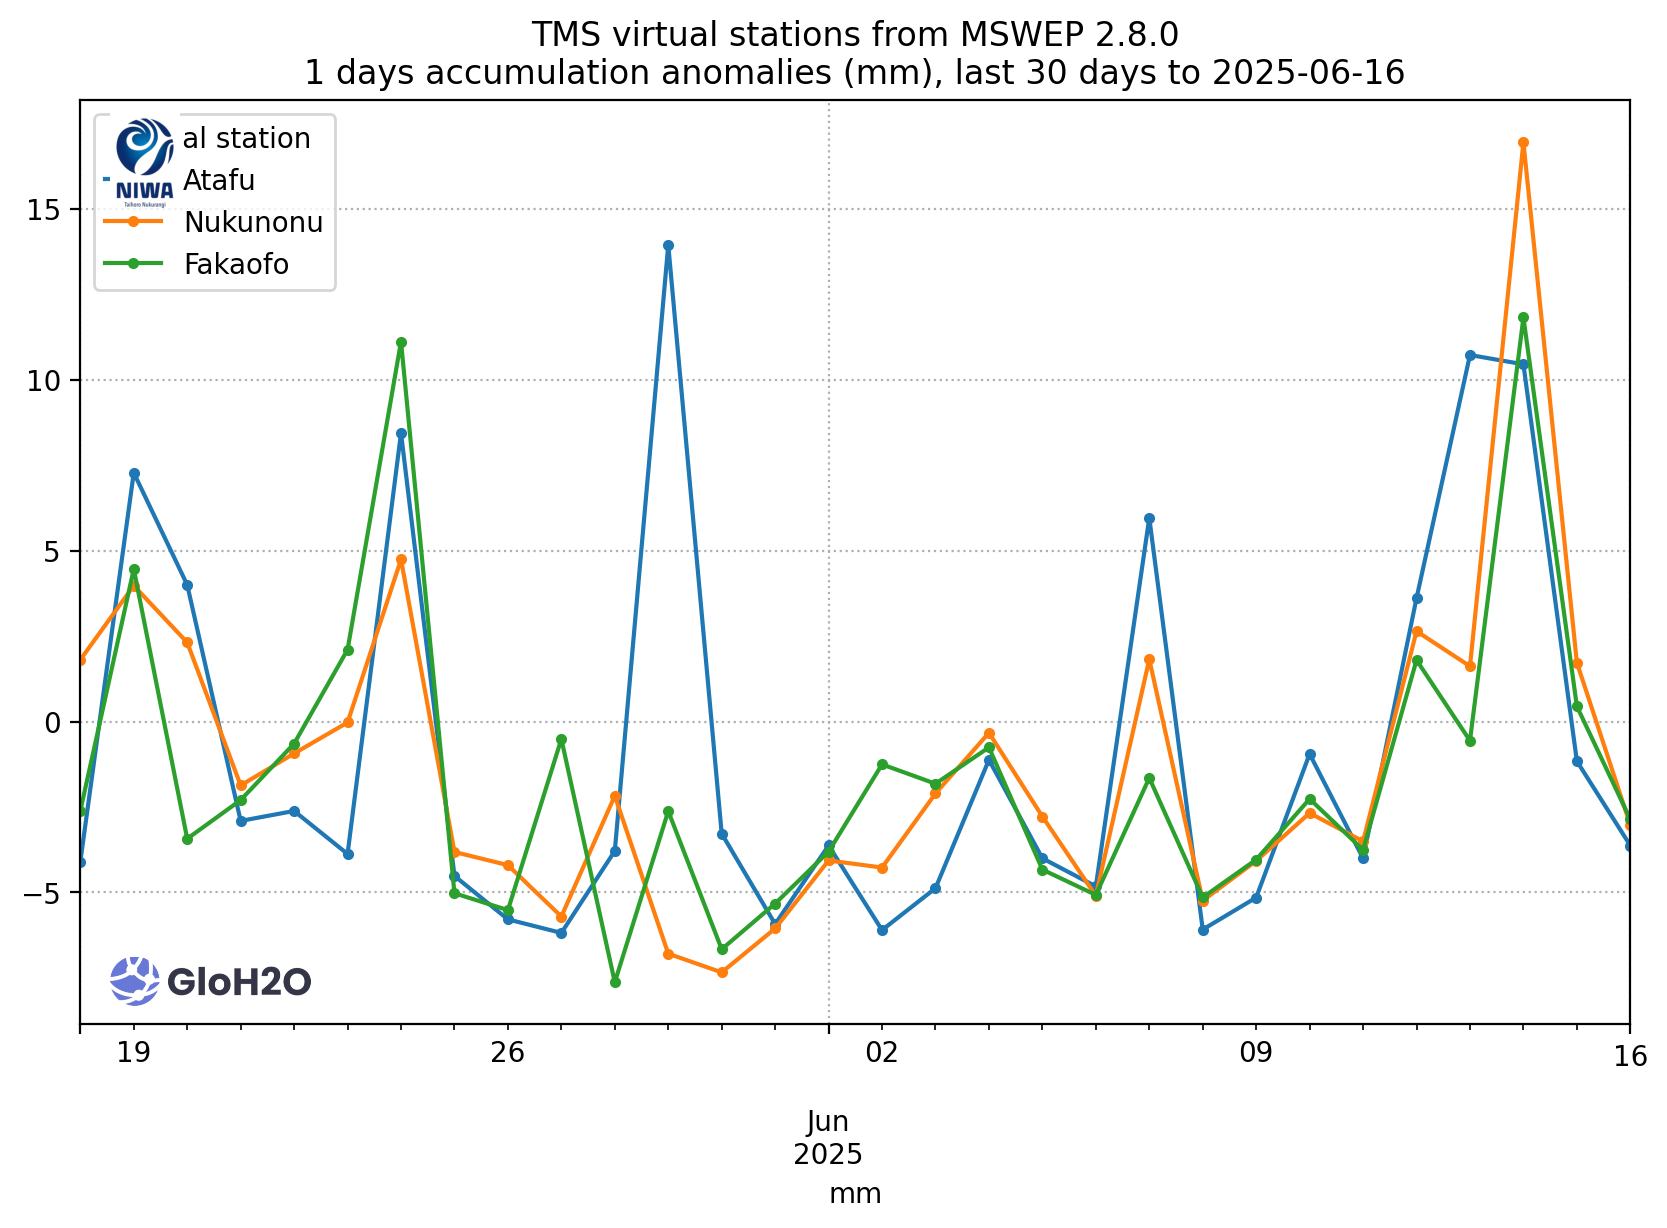 TMS virtual stations from MSWEP 2.8.0
1 days accumulation anomalies (mm), last 30 days to 2025-06-16
al station
Atafu
Nukunonu
Fakaofo
NIWA
Taihoro Nukurangi
15
10
5
0
−5
GloH2O
19
26
02
09
16
Jun
2025
mm